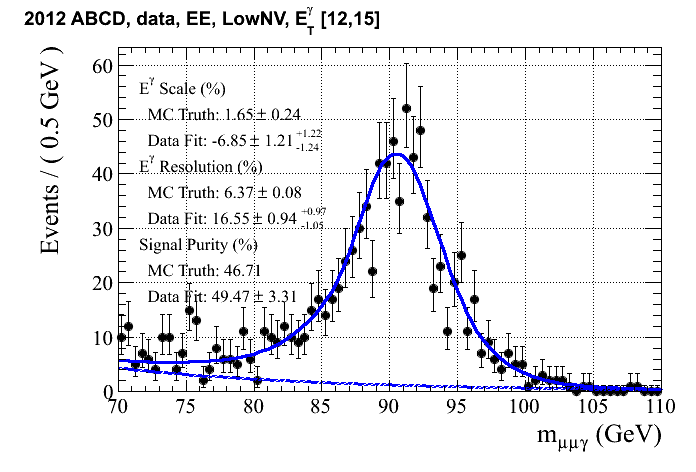 2012 ABCD, data, EE, LowNV, E_T^γ [12,15]
Events / ( 0.5 GeV )
60
50
40
30
20
10
0
E^γ Scale (%)
MC Truth: 1.65 ± 0.24
Data Fit: -6.85 ± 1.21 +1.22 -1.24
E^γ Resolution (%)
MC Truth: 6.37 ± 0.08
Data Fit: 16.55 ± 0.94 +0.97 -1.05
Signal Purity (%)
MC Truth: 46.71
Data Fit: 49.47 ± 3.31
70 75 80 85 90 95 100 105 110
m_μμγ (GeV)